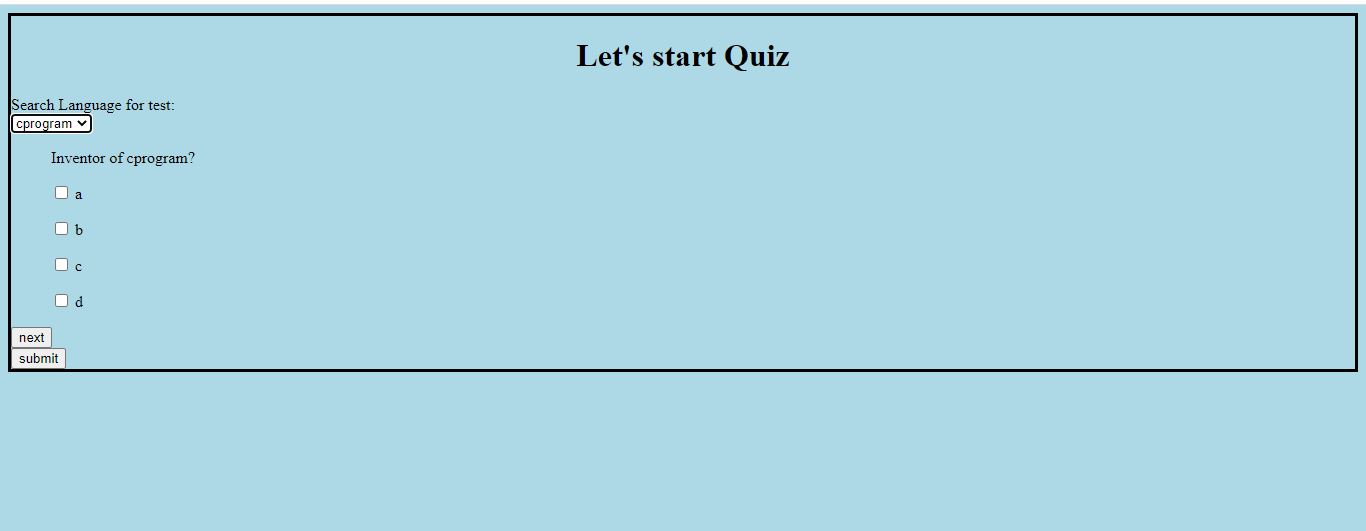 Let's start Quiz
Search Language for test:
cprogram
Inventor of cprogram?
a
b
c
d
next
submit